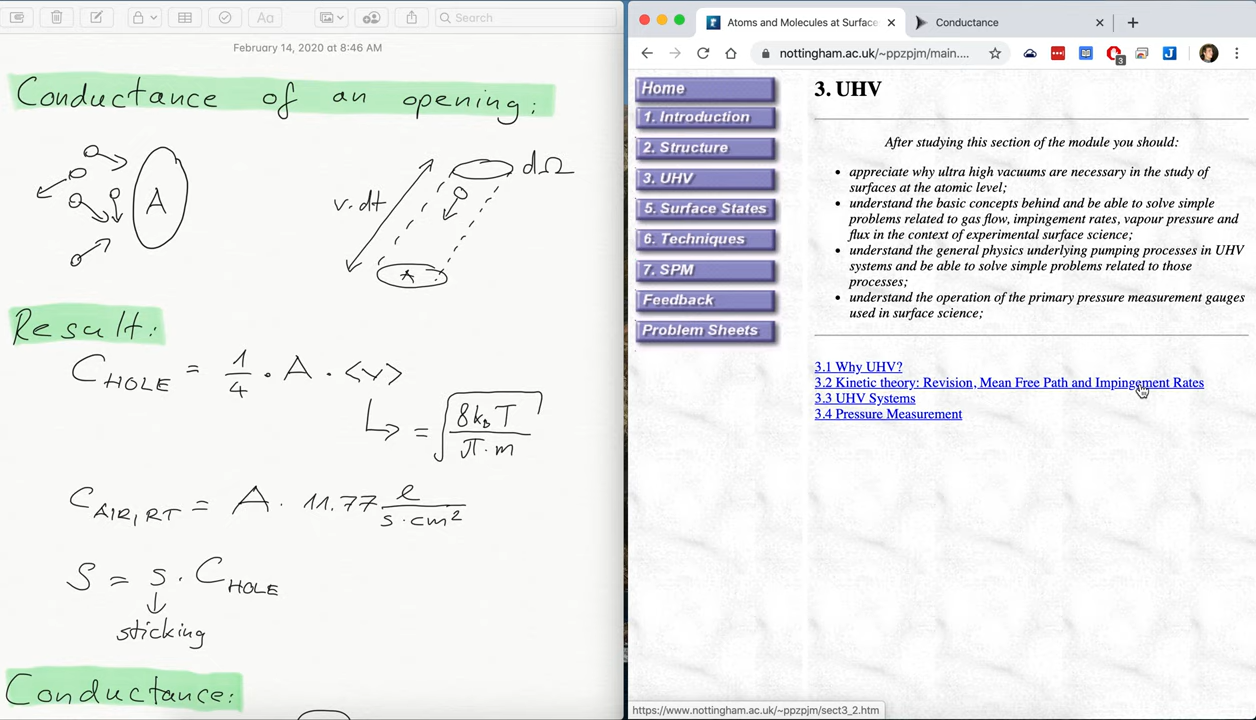 Search
February 14, 2020 at 8:46 AM
Conductance of an opening:
A
v.dt
dΩ
A
Result:
C HOLE = 1/4 · A · <v>
↳ = √(8k_B T / π·m)
C AIR, RT = A · 11.77 l / s·cm²
S = s · C HOLE
↓
sticking
Conductance:
Atoms and Molecules at Surface
Conductance
nottingham.ac.uk/~ppzpjm/main....
3
Home
1. Introduction
2. Structure
3. UHV
5. Surface States
6. Techniques
7. SPM
Feedback
Problem Sheets
3. UHV
After studying this section of the module you should:
• appreciate why ultra high vacuums are necessary in the study of
surfaces at the atomic level;
• understand the basic concepts behind and be able to solve simple
problems related to gas flow, impingement rates, vapour pressure and
flux in the context of experimental surface science;
• understand the general physics underlying pumping processes in UHV
systems and be able to solve simple problems related to those
processes;
• understand the operation of the primary pressure measurement gauges
used in surface science;
3.1 Why UHV?
3.2 Kinetic theory: Revision, Mean Free Path and Impingement Rates
3.3 UHV Systems
3.4 Pressure Measurement
https://www.nottingham.ac.uk/~ppzpjm/sect3_2.htm